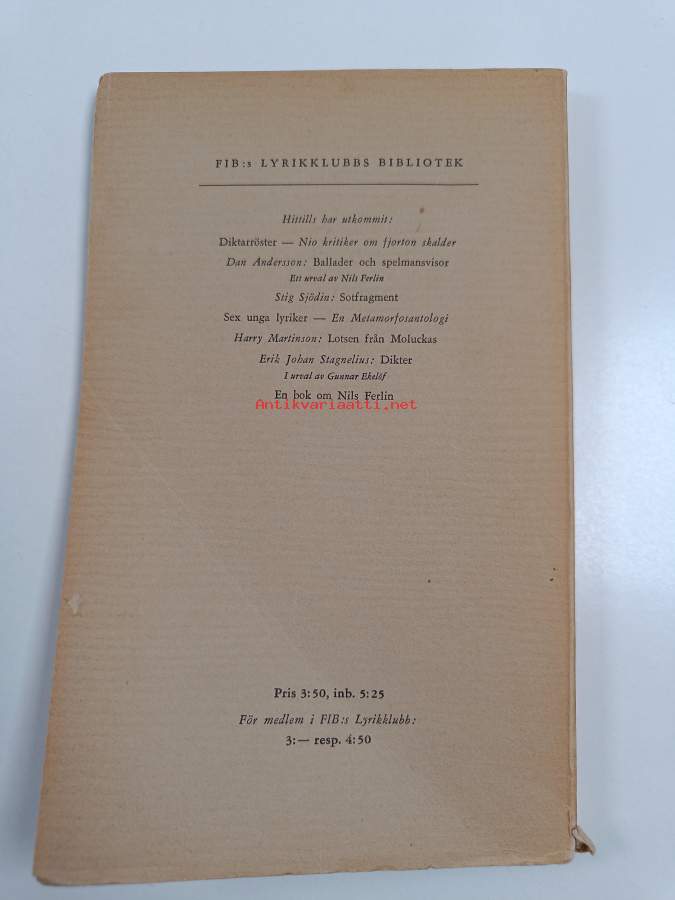 FIB:s LYRIKKLUBBS BIBLIOTEK
Hittills har utkommit:
Diktarröster — Nio kritiker om fjorton skalder
Dan Andersson: Ballader och spelmansvisor
Ett urval av Nils Ferlin
Stig Sjödin: Sotfragment
Sex unga lyriker — En Metamorfosantologi
Harry Martinson: Lotsen från Moluckas
Erik Johan Stagnelius: Dikter
I urval av Gunnar Ekelöf
En bok om Nils Ferlin
Antikvariaatti.net
Pris 3:50, inb. 5:25
För medlem i FIB:s Lyrikklubb:
3:— resp. 4:50